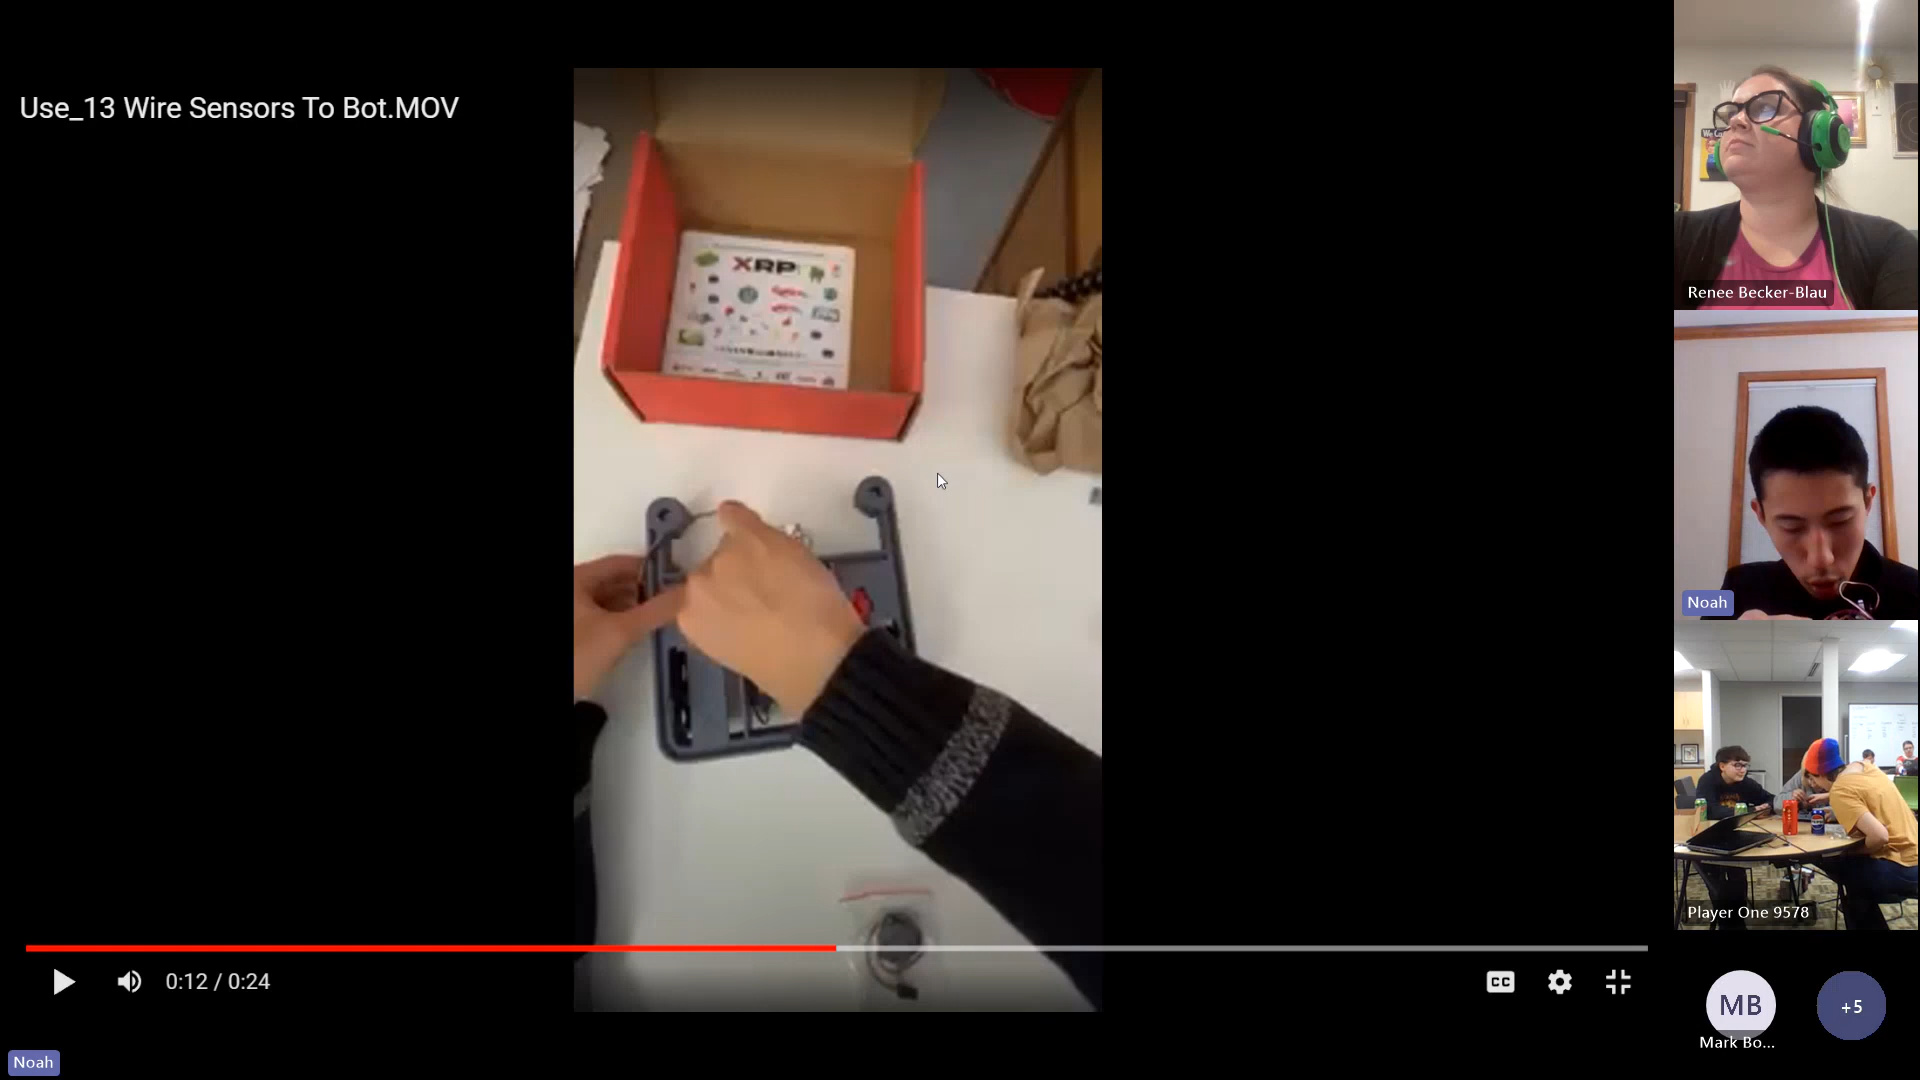 Use_13 Wire Sensors To Bot.MOV
XRP
0:12 / 0:24
CC
Noah
Renee Becker-Blau
Noah
Player One 9578
MB
Mark Bo...
+5